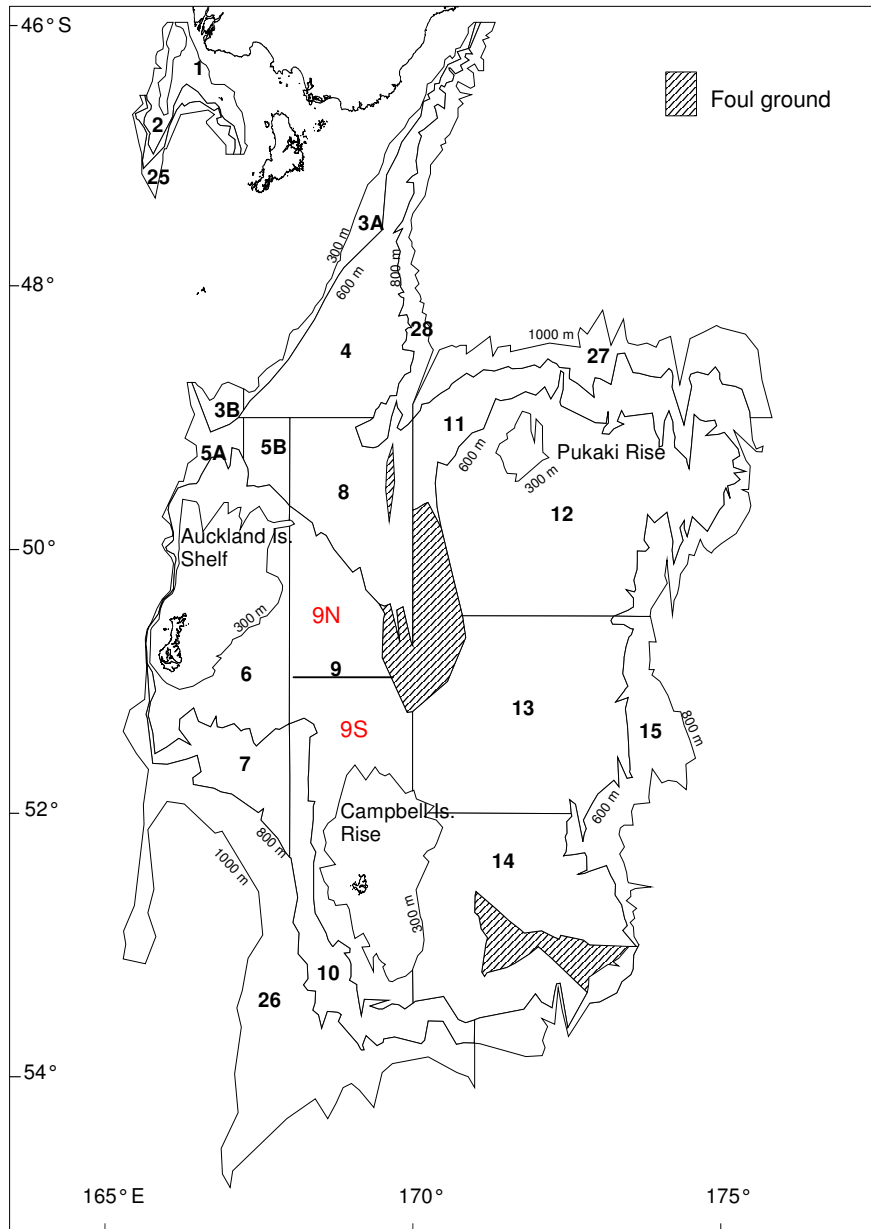 46° S
1
Foul ground
2
25
3A
300 m
600 m
800 m
48°
28
1000 m
27
4
3B
11
5A
5B
600 m
Pukaki Rise
300 m
8
12
Auckland Is.
Shelf
50°
9N
300 m
9
6
13
9S
15
800 m
7
52°
Campbell Is.
Rise
600 m
800 m
1000 m
14
300 m
10
26
54°
165° E
170°
175°